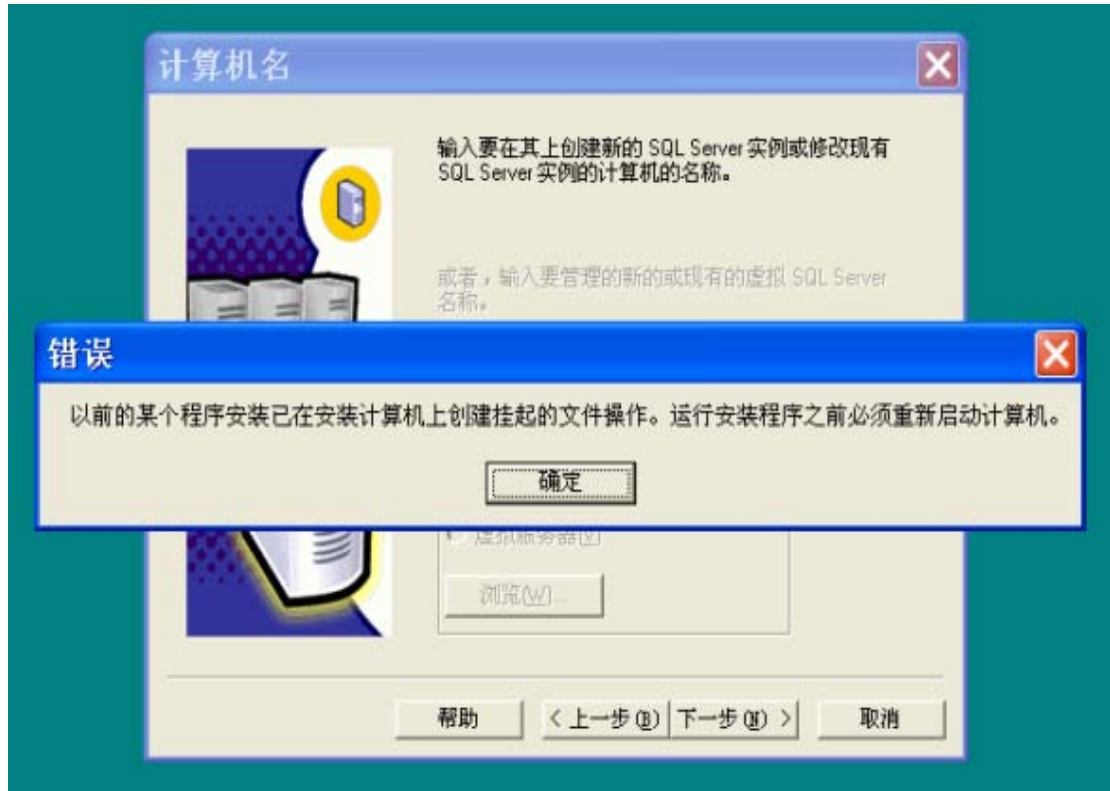 计算机名
输入要在其上创建新的 SQL Server 实例或修改现有
SQL Server 实例的计算机的名称。
或者，输入要管理的新的或现有的虚拟 SQL Server
名称。
错误
以前的某个程序安装已在安装计算机上创建挂起的文件操作。运行安装程序之前必须重新启动计算机。
确定
虚拟服务器(V)
浏览(W)...
帮助
< 上一步(B)
下一步(N) >
取消